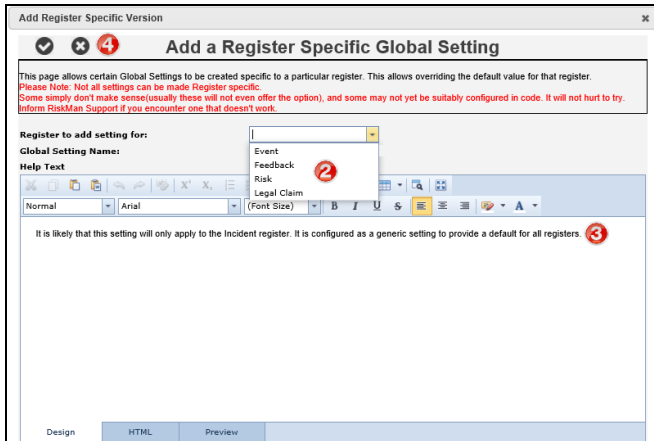 Add Register Specific Version
4 Add a Register Specific Global Setting
This page allows certain Global Settings to be created specific to a particular register. This allows overriding the default value for that register.
Please Note: Not all settings can be made Register specific.
Some simply don't make sense(usually these will not even offer the option), and some may not yet be suitably configured in code. It will not hurt to try.
Inform RiskMan Support if you encounter one that doesn't work.
Register to add setting for:
Global Setting Name:
Event
Help Text
Feedback
2
Risk
Legal Claim
Normal Arial (Font Size) B I U S A
It is likely that this setting will only apply to the Incident register. It is configured as a generic setting to provide a default for all registers. 3
Design HTML Preview